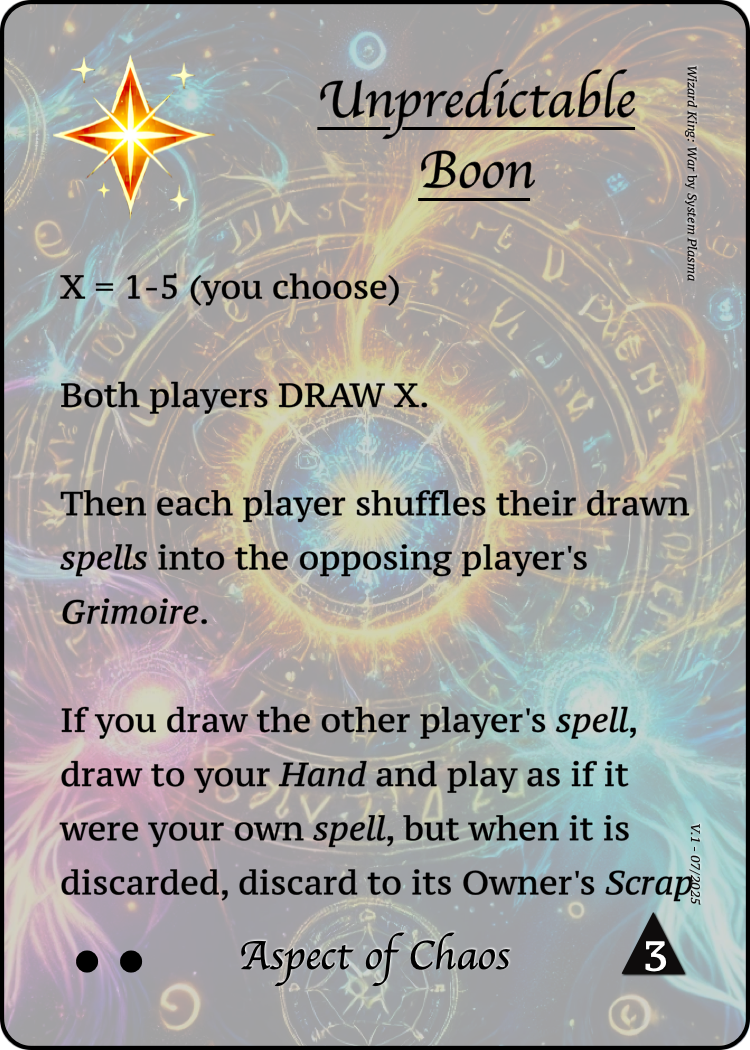 Unpredictable
Boon
Wizard King: War by System Plasma
X = 1-5 (you choose)
Both players DRAW X.
Then each player shuffles their drawn
spells into the opposing player's
Grimoire.
If you draw the other player's spell,
draw to your Hand and play as if it
were your own spell, but when it is
discarded, discard to its Owner's Scrap
V.1 - 07/2025
Aspect of Chaos
3